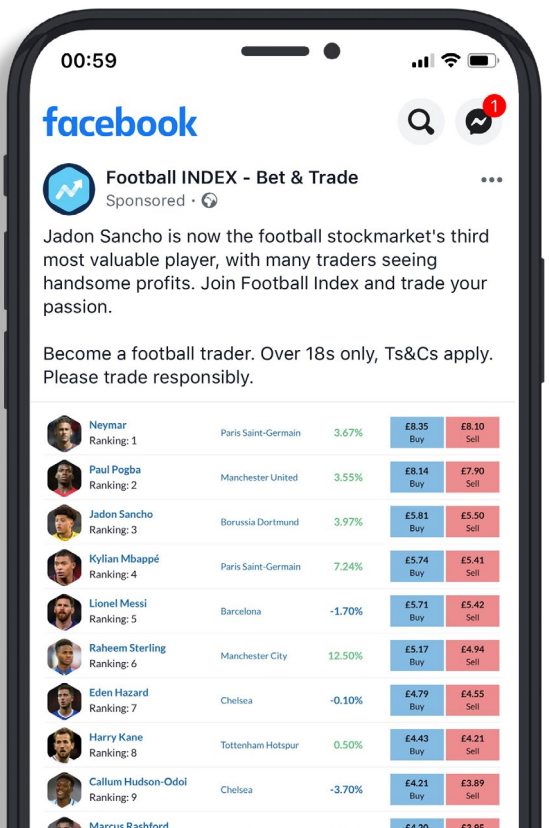 00:59
facebook
1
Football INDEX - Bet & Trade
Sponsored ·
Jadon Sancho is now the football stockmarket's third
most valuable player, with many traders seeing
handsome profits. Join Football Index and trade your
passion.
Become a football trader. Over 18s only, Ts&Cs apply.
Please trade responsibly.
Neymar
Ranking: 1
Paris Saint-Germain
3.67%
£8.35
Buy
£8.10
Sell
Paul Pogba
Ranking: 2
Manchester United
3.55%
£8.14
Buy
£7.90
Sell
Jadon Sancho
Ranking: 3
Borussia Dortmund
3.97%
£5.81
Buy
£5.50
Sell
Kylian Mbappé
Ranking: 4
Paris Saint-Germain
7.24%
£5.74
Buy
£5.41
Sell
Lionel Messi
Ranking: 5
Barcelona
-1.70%
£5.71
Buy
£5.42
Sell
Raheem Sterling
Ranking: 6
Manchester City
12.50%
£5.17
Buy
£4.94
Sell
Eden Hazard
Ranking: 7
Chelsea
-0.10%
£4.79
Buy
£4.55
Sell
Harry Kane
Ranking: 8
Tottenham Hotspur
0.50%
£4.43
Buy
£4.21
Sell
Callum Hudson-Odoi
Ranking: 9
Chelsea
-3.70%
£4.21
Buy
£3.89
Sell
Marcus Rashford